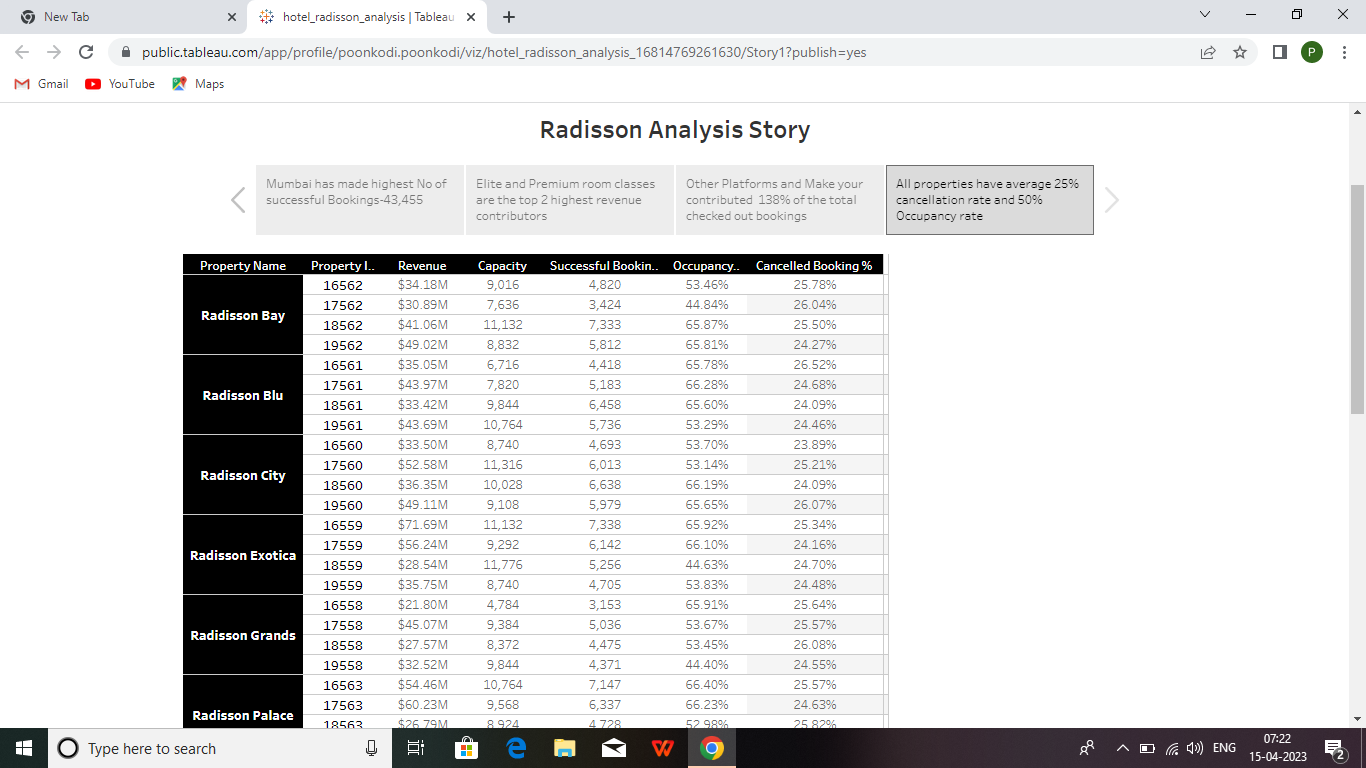 New Tab
hotel_radisson_analysis | Tableau
public.tableau.com/app/profile/poonkodi.poonkodi/viz/hotel_radisson_analysis_16814769261630/Story1?publish=yes
P
Gmail YouTube Maps
Radisson Analysis Story
Mumbai has made highest No of
successful Bookings-43,455
Elite and Premium room classes
are the top 2 highest revenue
contributors
Other Platforms and Make your
contributed 138% of the total
checked out bookings
All properties have average 25%
cancellation rate and 50%
Occupancy rate
Property Name Property I.. Revenue Capacity Successful Bookin.. Occupancy.. Cancelled Booking %
Radisson Bay
16562 $34.18M 9,016 4,820 53.46% 25.78%
17562 $30.89M 7,636 3,424 44.84% 26.04%
18562 $41.06M 11,132 7,333 65.87% 25.50%
19562 $49.02M 8,832 5,812 65.81% 24.27%
Radisson Blu
16561 $35.05M 6,716 4,418 65.78% 26.52%
17561 $43.97M 7,820 5,183 66.28% 24.68%
18561 $33.42M 9,844 6,458 65.60% 24.09%
19561 $43.69M 10,764 5,736 53.29% 24.46%
Radisson City
16560 $33.50M 8,740 4,693 53.70% 23.89%
17560 $52.58M 11,316 6,013 53.14% 25.21%
18560 $36.35M 10,028 6,638 66.19% 24.09%
19560 $49.11M 9,108 5,979 65.65% 26.07%
Radisson Exotica
16559 $71.69M 11,132 7,338 65.92% 25.34%
17559 $56.24M 9,292 6,142 66.10% 24.16%
18559 $28.54M 11,776 5,256 44.63% 24.70%
19559 $35.75M 8,740 4,705 53.83% 24.48%
Radisson Grands
16558 $21.80M 4,784 3,153 65.91% 25.64%
17558 $45.07M 9,384 5,036 53.67% 25.57%
18558 $27.57M 8,372 4,475 53.45% 26.08%
19558 $32.52M 9,844 4,371 44.40% 24.55%
Radisson Palace
16563 $54.46M 10,764 7,147 66.40% 25.57%
17563 $60.23M 9,568 6,337 66.23% 24.63%
18563 $26.79M 8,924 4,728 52.98% 25.82%
Type here to search
ENG
07:22
15-04-2023
2